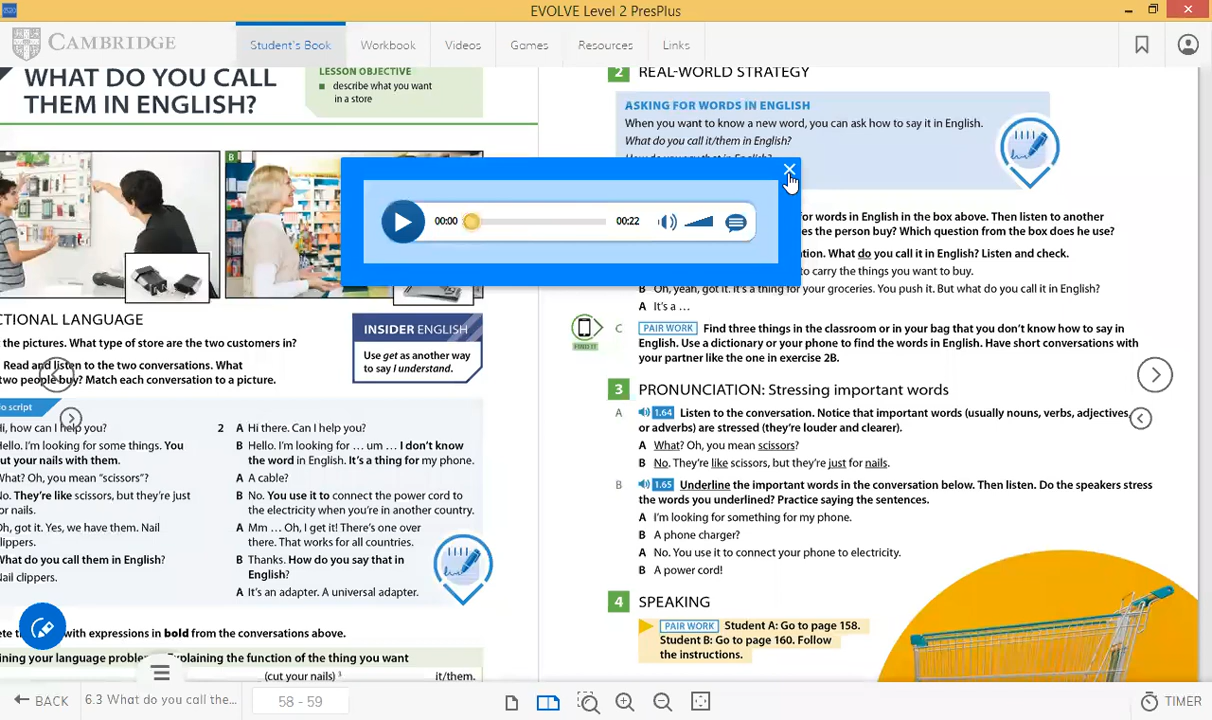 EVOLVE Level 2 PresPlus
CAMBRIDGE
Student's Book
Workbook
Videos
Games
Resources
Links
WHAT DO YOU CALL
THEM IN ENGLISH?
LESSON OBJECTIVE
describe what you want
in a store
B
00:00
00:22
CTIONAL LANGUAGE
the pictures. What type of store are the two customers in?
Read and listen to the two conversations. What
two people buy? Match each conversation to a picture.
INSIDER ENGLISH
Use get as another way
to say I understand.
o script
Hi, how can I help you?
Hello. I'm looking for some things. You
ut your nails with them.
What? Oh, you mean "scissors"?
No. They're like scissors, but they're just
or nails.
Oh, got it. Yes, we have them. Nail
lippers.
What do you call them in English?
Nail clippers.
2 A Hi there. Can I help you?
B Hello. I'm looking for … um … I don't know
the word in English. It's a thing for my phone.
A A cable?
B No. You use it to connect the power cord to
the electricity when you're in another country.
A Mm … Oh, I get it! There's one over
there. That works for all countries.
B Thanks. How do you say that in
English?
A It's an adapter. A universal adapter.
ete t with expressions in bold from the conversations above.
ining your language proble xplaining the function of the thing you want
(cut your nails) ³ it/them.
2 REAL-WORLD STRATEGY
ASKING FOR WORDS IN ENGLISH
When you want to know a new word, you can ask how to say it in English.
What do you call it/them in English?
for words in English in the box above. Then listen to another
es the person buy? Which question from the box does he use?
ation. What do you call it in English? Listen and check.
to carry the things you want to buy.
B Oh, yeah, got it. It's a thing for your groceries. You push it. But what do you call it in English?
A It's a …
FIND IT
C PAIR WORK Find three things in the classroom or in your bag that you don't know how to say in
English. Use a dictionary or your phone to find the words in English. Have short conversations with
your partner like the one in exercise 2B.
3 PRONUNCIATION: Stressing important words
A 1.64 Listen to the conversation. Notice that important words (usually nouns, verbs, adjectives,
or adverbs) are stressed (they're louder and clearer).
A What? Oh, you mean scissors?
B No. They're like scissors, but they're just for nails.
B 1.65 Underline the important words in the conversation below. Then listen. Do the speakers stress
the words you underlined? Practice saying the sentences.
A I'm looking for something for my phone.
B A phone charger?
A No. You use it to connect your phone to electricity.
B A power cord!
4 SPEAKING
PAIR WORK Student A: Go to page 158.
Student B: Go to page 160. Follow
the instructions.
BACK
6.3 What do you call the...
58 - 59
TIMER